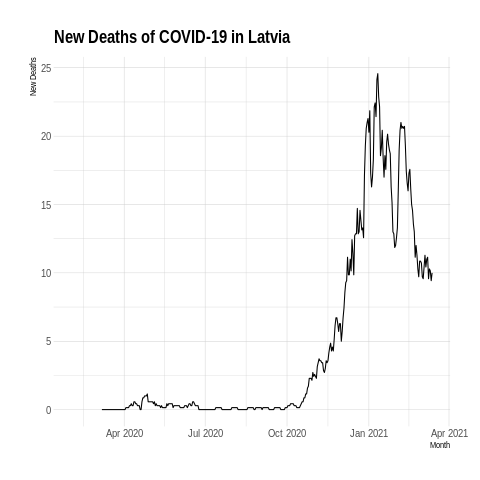 New Deaths of COVID-19 in Latvia
New Deaths
25
20
15
10
5
0
Apr 2020
Jul 2020
Oct 2020
Jan 2021
Apr 2021
Month